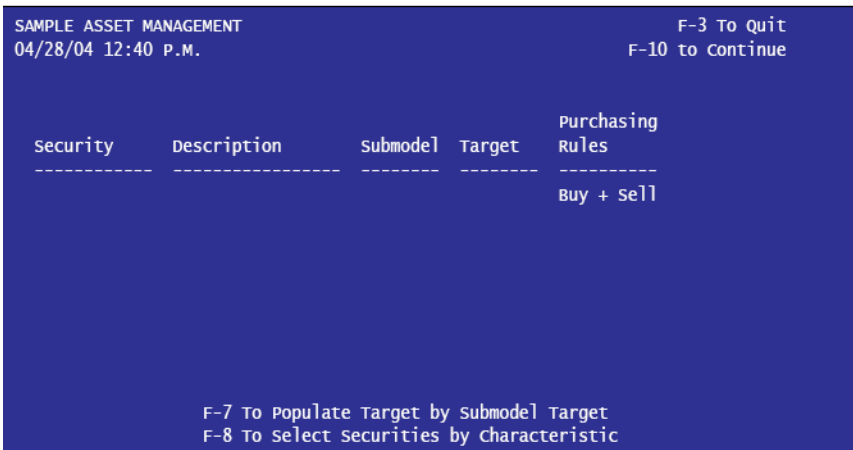 SAMPLE ASSET MANAGEMENT F-3 To Quit
04/28/04 12:40 P.M. F-10 to Continue
Purchasing
Security Description Submodel Target Rules
------------ ----------------- -------- -------- ----------
Buy + Sell
F-7 To Populate Target by Submodel Target
F-8 To Select Securities by Characteristic